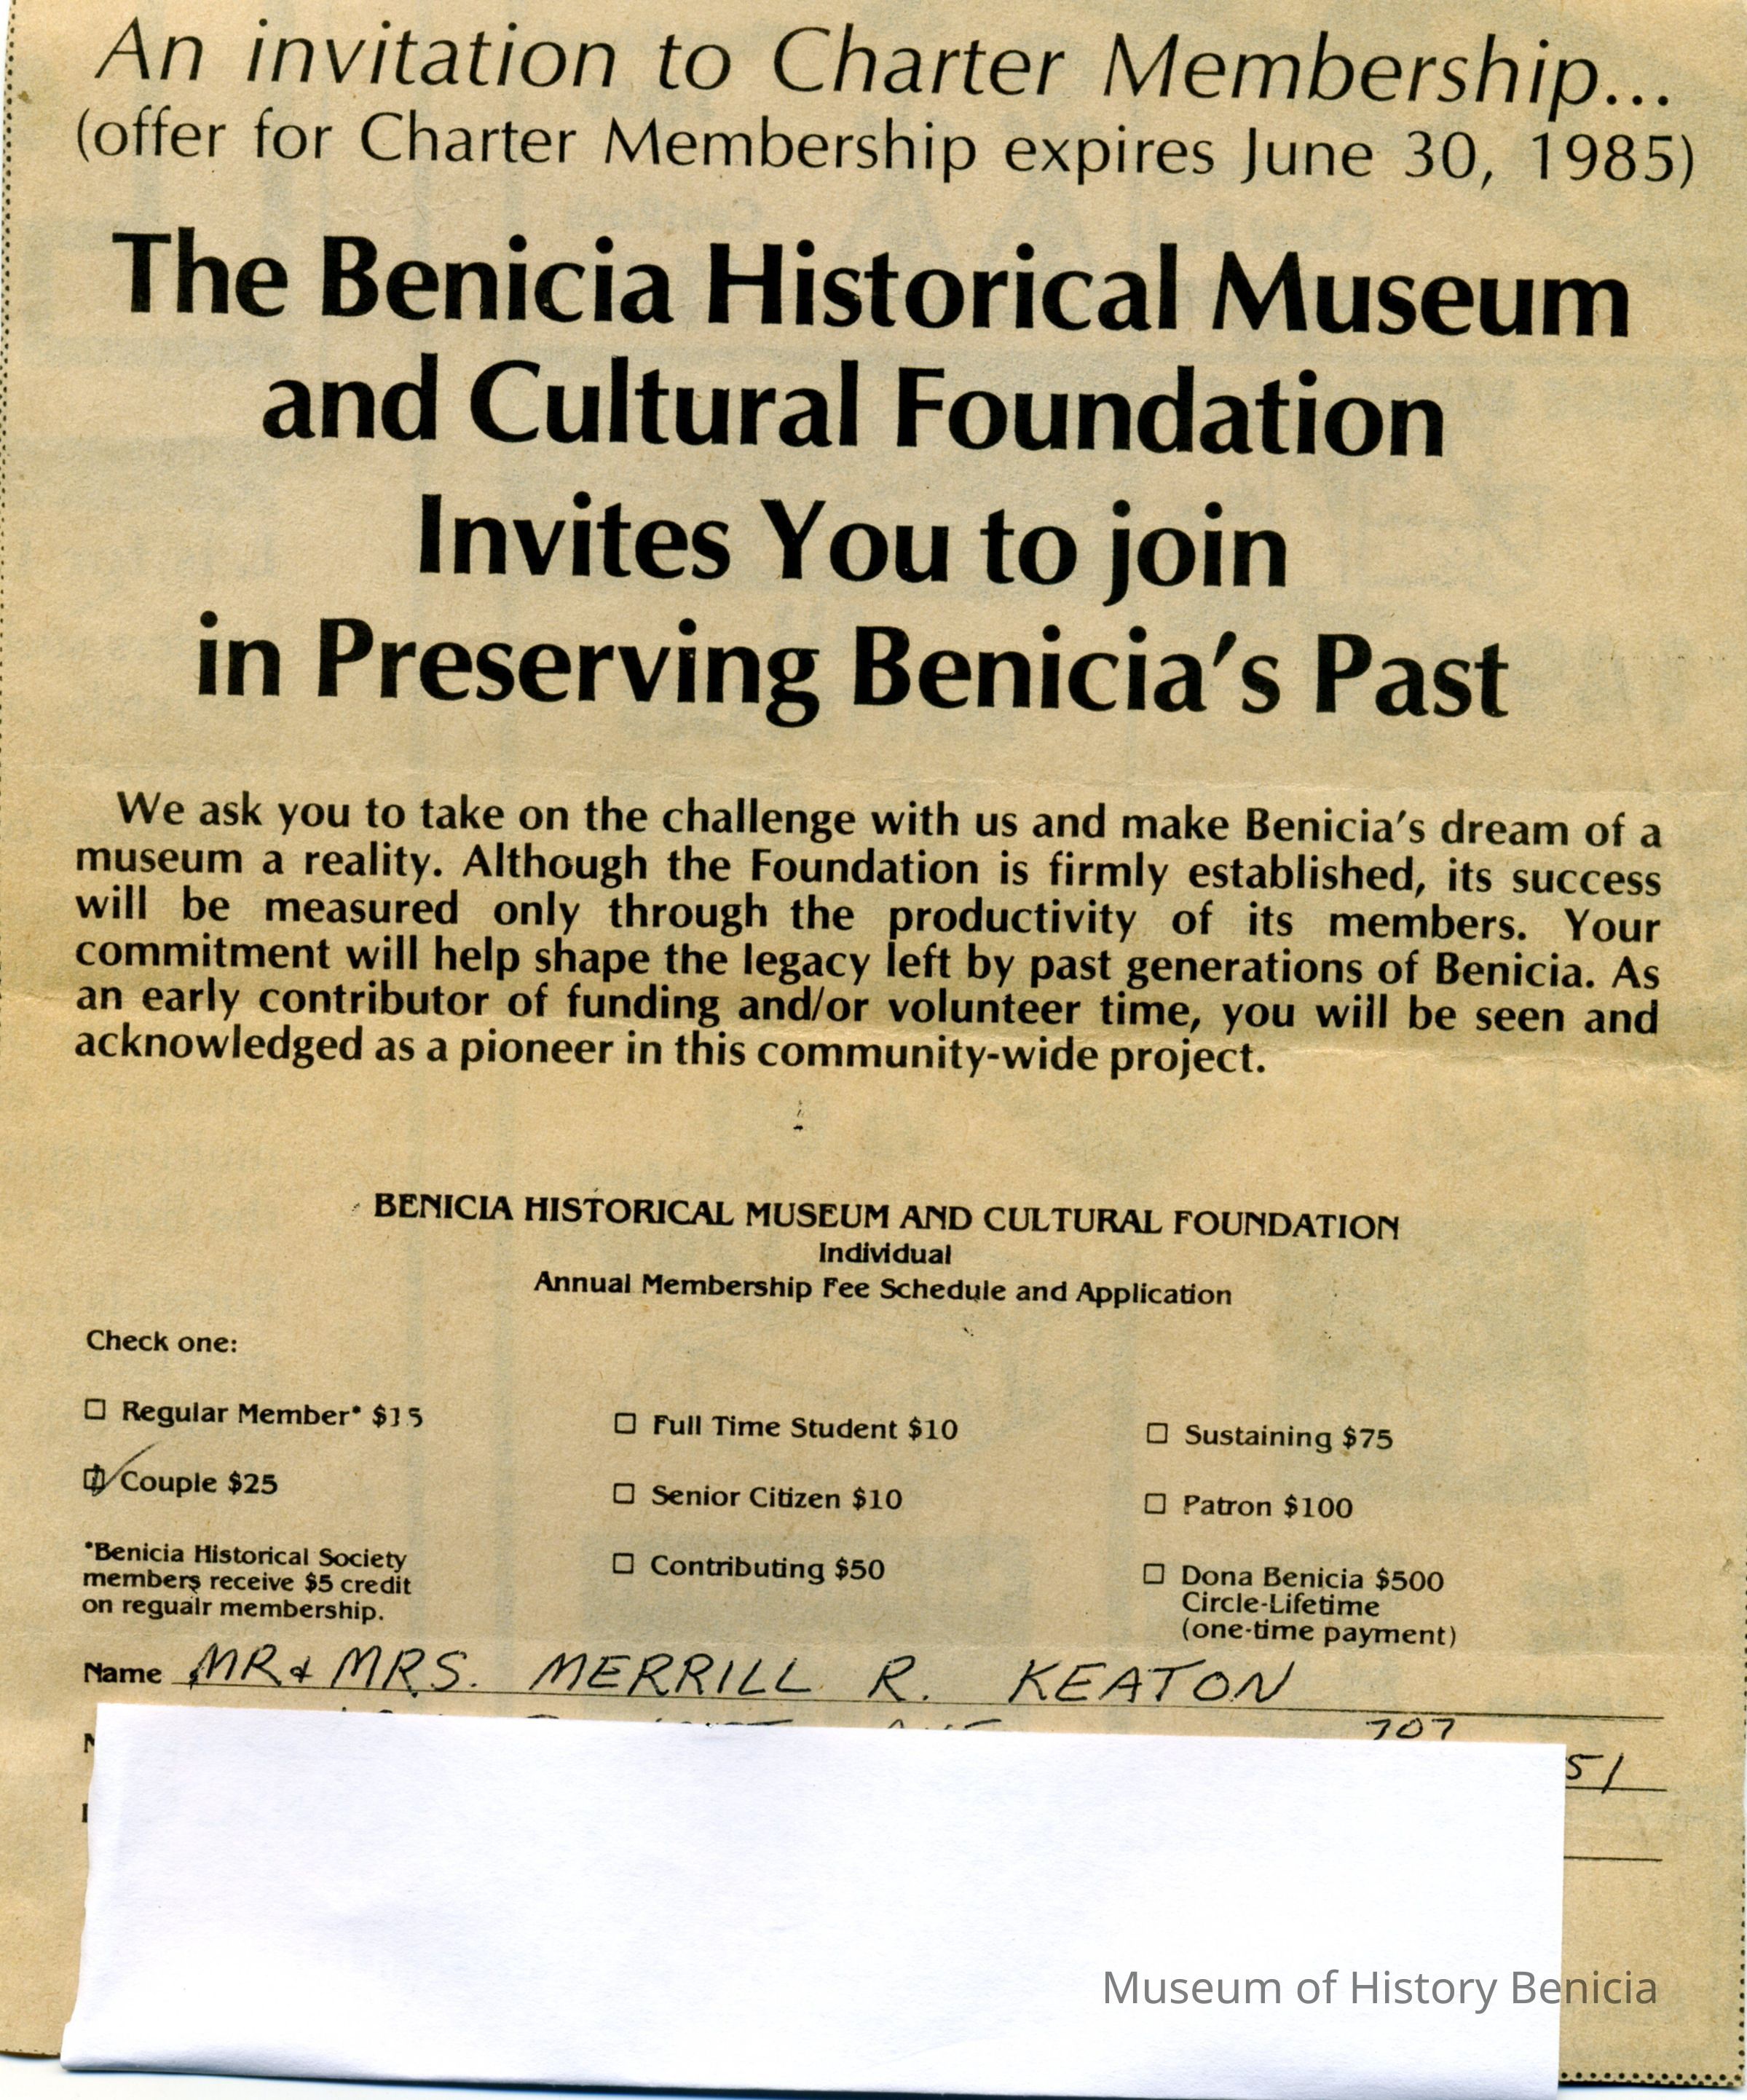 An invitation to Charter Membership...
(offer for Charter Membership expires June 30, 1985)
The Benicia Historical Museum
and Cultural Foundation
Invites You to join
in Preserving Benicia's Past
We ask you to take on the challenge with us and make Benicia's dream of a
museum a reality. Although the Foundation is firmly established, its success
will be measured only through the productivity of its members. Your
commitment will help shape the legacy left by past generations of Benicia. As
an early contributor of funding and/or volunteer time, you will be seen and
acknowledged as a pioneer in this community-wide project.
BENICIA HISTORICAL MUSEUM AND CULTURAL FOUNDATION
Individual
Annual Membership Fee Schedule and Application
Check one:
Regular Member* $15
Couple $25
*Benicia Historical Society
members receive $5 credit
on regualr membership.
Full Time Student $10
Senior Citizen $10
Contributing $50
Sustaining $75
Patron $100
Dona Benicia $500
Circle-Lifetime
(one-time payment)
Name MR & MRS. MERRILL R. KEATON
707
51
Museum of History Benicia